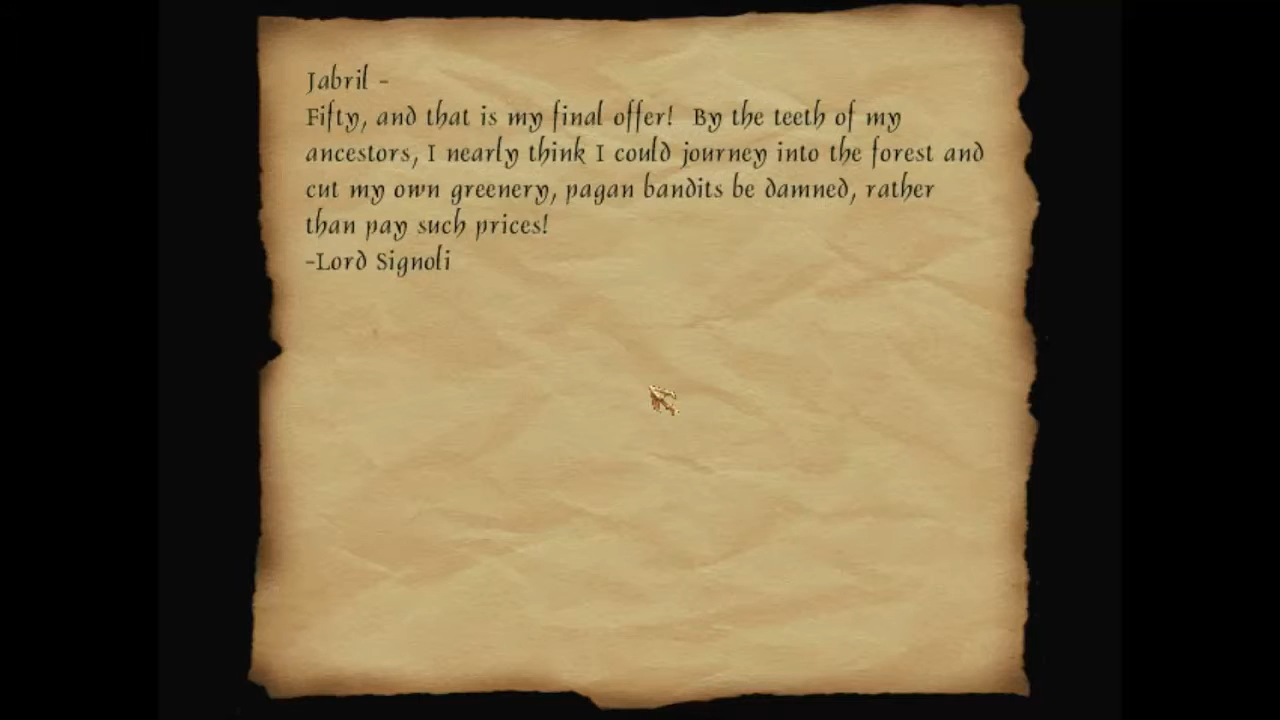 Jabril -
Fifty, and that is my final offer!  By the teeth of my
ancestors, I nearly think I could journey into the forest and
cut my own greenery, pagan bandits be damned, rather
than pay such prices!
-Lord Signoli